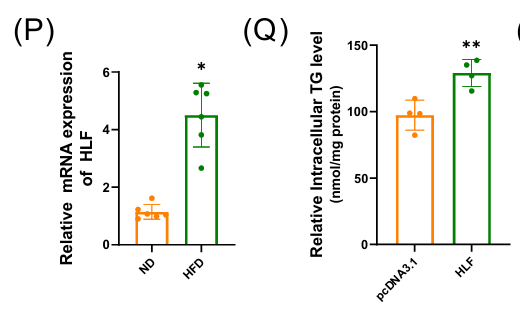 (P)
Relative mRNA expression
of HLF
6
4
2
0
*
ND
HFD
(Q)
Relative Intracellular TG level
(nmol/mg protein)
150
100
50
0
**
pcDNA3.1
HLF